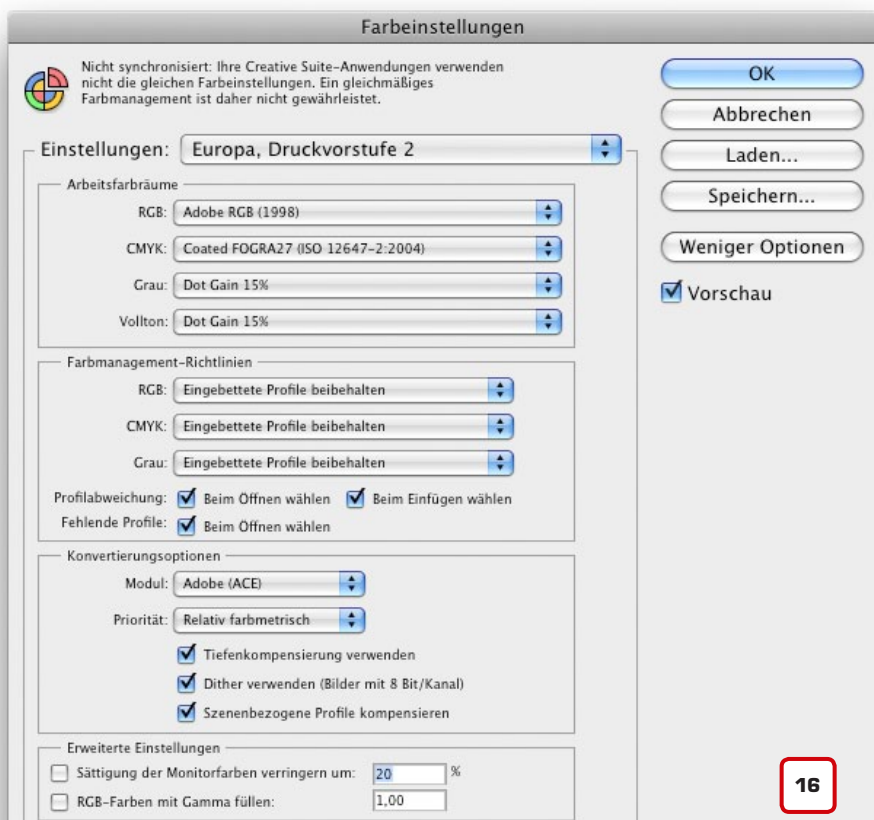 Farbeinstellungen
Nicht synchronisiert: Ihre Creative Suite-Anwendungen verwenden
nicht die gleichen Farbeinstellungen. Ein gleichmäßiges
Farbmanagement ist daher nicht gewährleistet.
OK
Abbrechen
Laden...
Speichern...
Weniger Optionen
Vorschau
Einstellungen: Europa, Druckvorstufe 2
Arbeitsfarbräume
RGB: Adobe RGB (1998)
CMYK: Coated FOGRA27 (ISO 12647-2:2004)
Grau: Dot Gain 15%
Vollton: Dot Gain 15%
Farbmanagement-Richtlinien
RGB: Eingebettete Profile beibehalten
CMYK: Eingebettete Profile beibehalten
Grau: Eingebettete Profile beibehalten
Profilabweichung: Beim Öffnen wählen Beim Einfügen wählen
Fehlende Profile: Beim Öffnen wählen
Konvertierungsoptionen
Modul: Adobe (ACE)
Priorität: Relativ farbmetrisch
Tiefenkompensierung verwenden
Dither verwenden (Bilder mit 8 Bit/Kanal)
Szenenbezogene Profile kompensieren
Erweiterte Einstellungen
Sättigung der Monitorfarben verringern um: 20 %
RGB-Farben mit Gamma füllen: 1,00
16